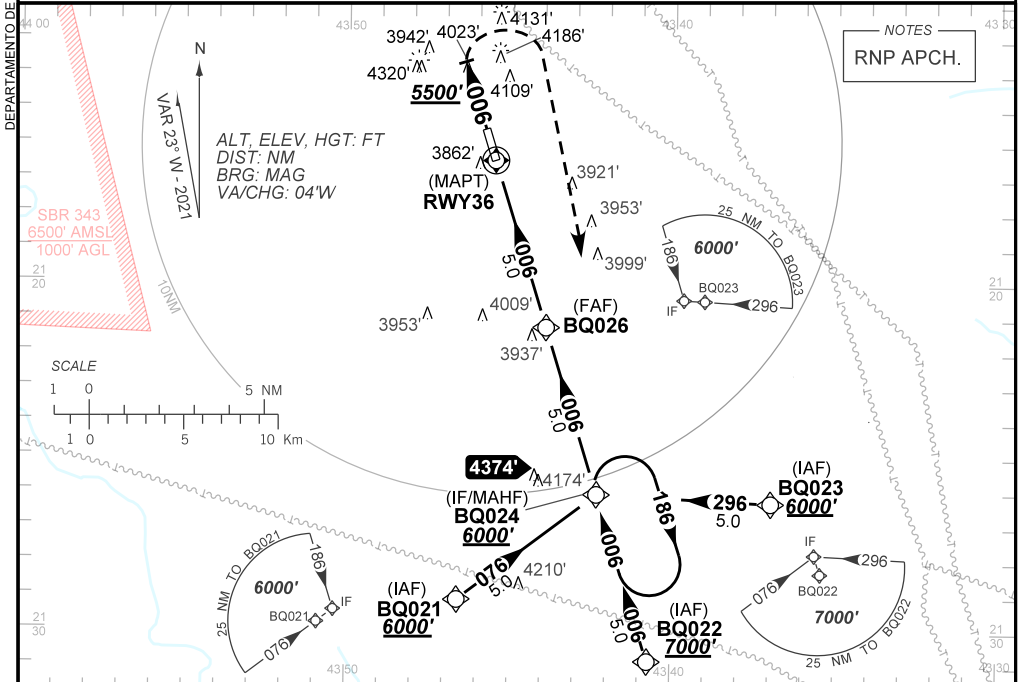 DEPARTAMENTO DE
44 00
43 50
43 40
43 30
NOTES
RNP APCH.
N
VAR 23° W - 2021
ALT, ELEV, HGT: FT
DIST: NM
BRG: MAG
VA/CHG: 04'W
3942'
4023'
4131'
4186'
4320'
4109'
5500'
006
3862'
(MAPT)
RWY36
3921'
3953'
3999'
SBR 343
6500' AMSL
1000' AGL
006
5.0
25 NM TO BQ023
6000'
186
BQ023
IF
296
21
20
21
20
10NM
3953'
4009'
(FAF)
BQ026
3937'
SCALE
1 0 5 NM
1 0 5 10 Km
006
5.0
4374'
4174'
(IF/MAHF)
BQ024
6000'
186
006
296
5.0
(IAF)
BQ023
6000'
25 NM TO BQ021
6000'
186
IF
BQ021
076
076
5.0
4210'
(IAF)
BQ021
6000'
006
5.0
(IAF)
BQ022
7000'
IF
296
076
BQ022
7000'
25 NM TO BQ022
21
30
21
30
43 50
43 40
43 30